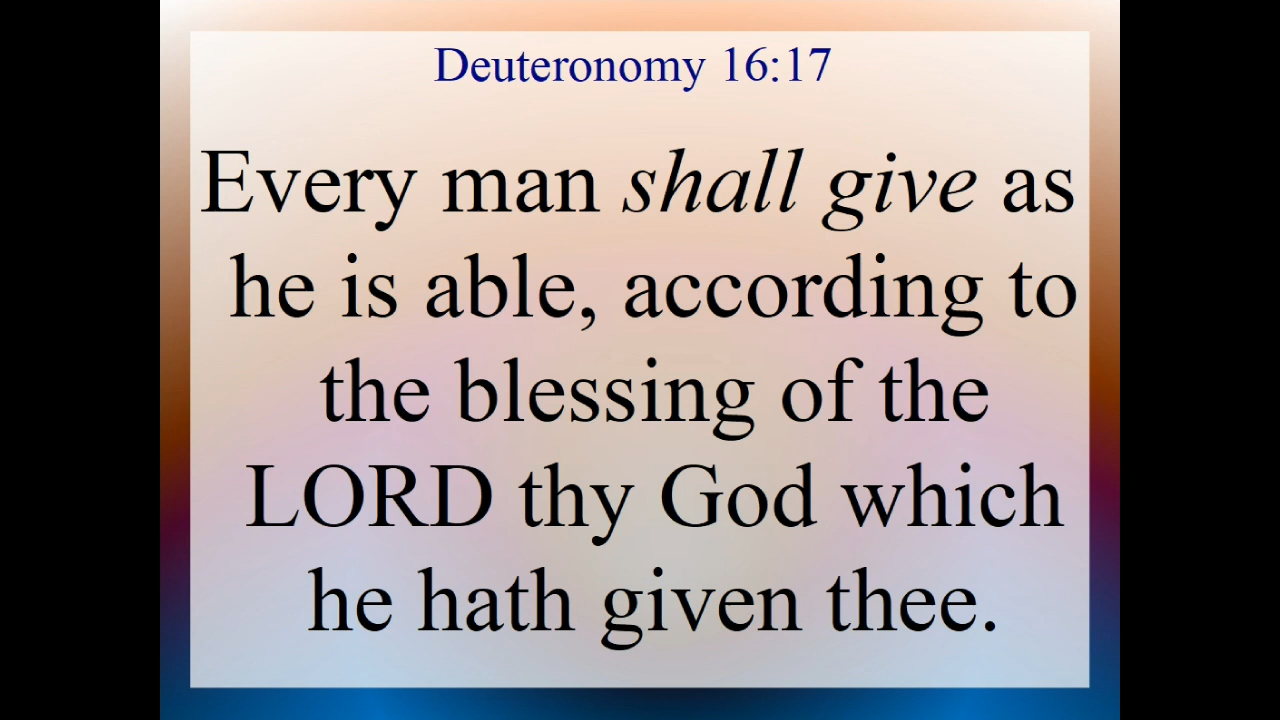 Deuteronomy 16:17
Every man shall give as
he is able, according to
the blessing of the
LORD thy God which
he hath given thee.